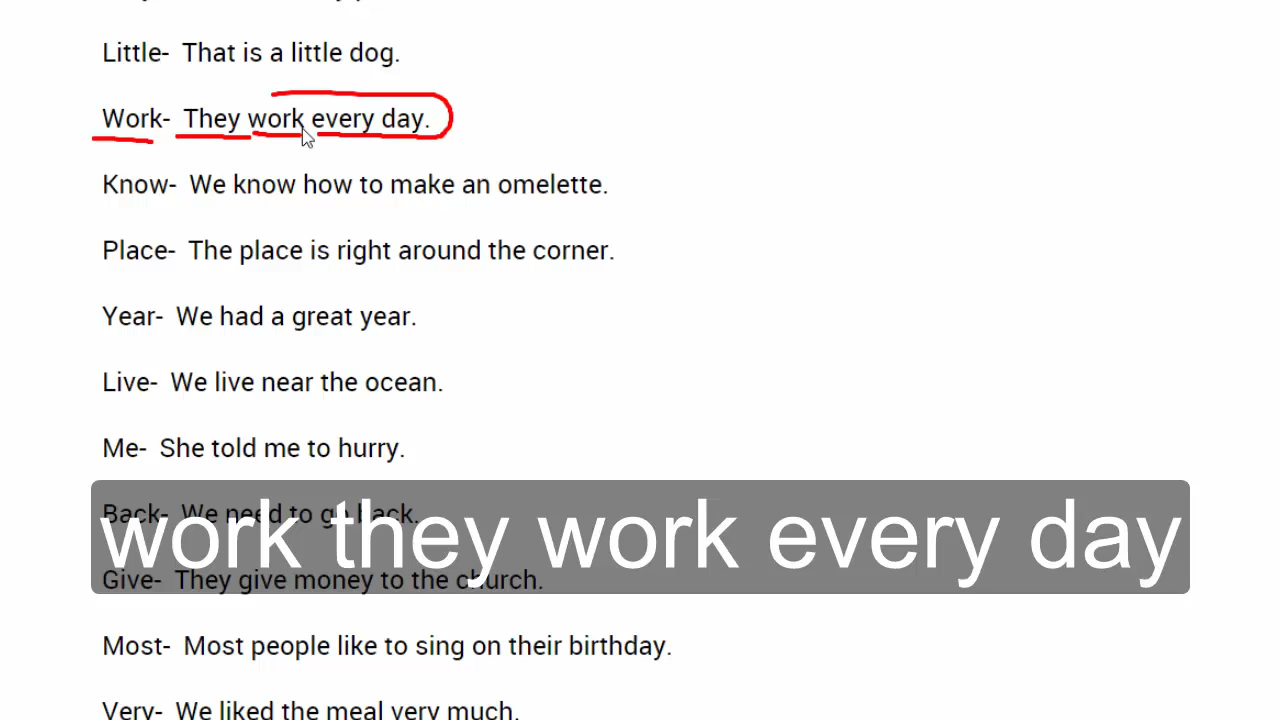 Little- That is a little dog.
Work- They work every day.
Know- We know how to make an omelette.
Place- The place is right around the corner.
Year- We had a great year.
Live- We live near the ocean.
Me- She told me to hurry.
Back- We need to go back.
work they work every day
Give- They give money to the church.
Most- Most people like to sing on their birthday.
Very- We liked the meal very much.